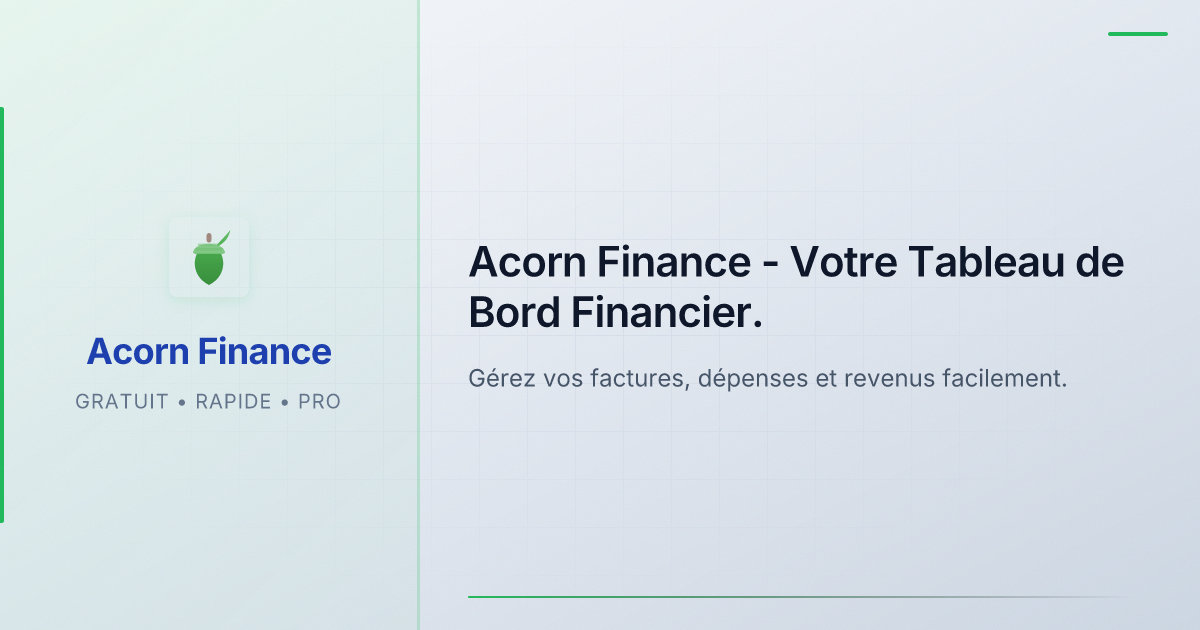 Acorn Finance
GRATUIT • RAPIDE • PRO
Acorn Finance - Votre Tableau de
Bord Financier.
Gérez vos factures, dépenses et revenus facilement.